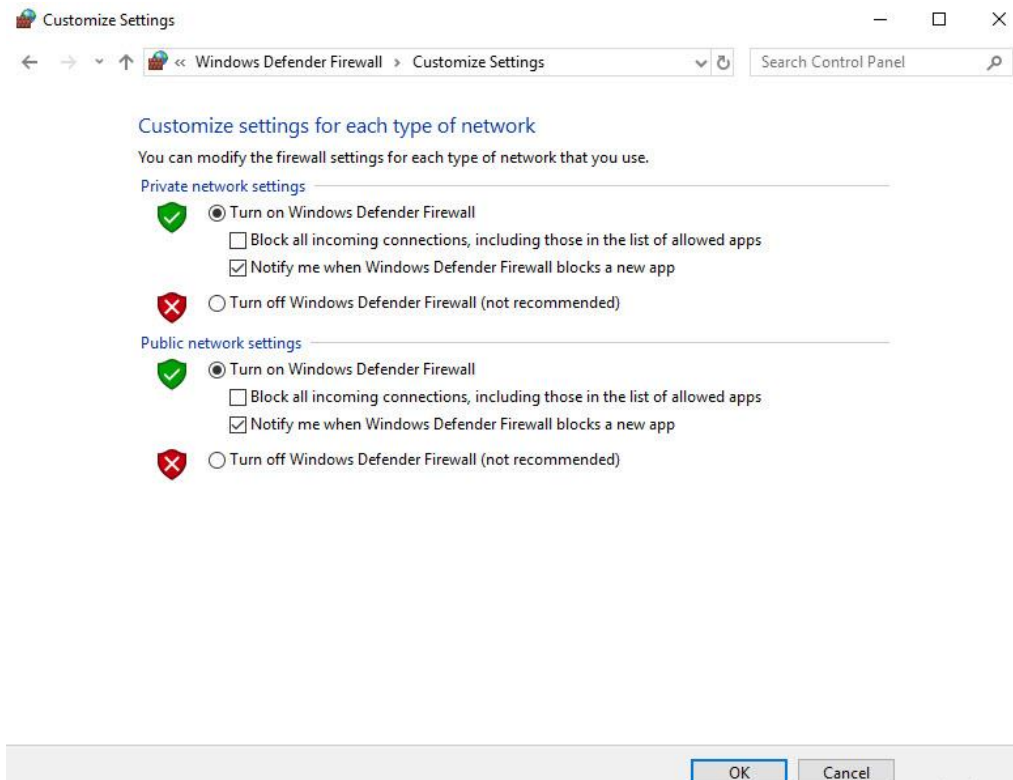 Customize Settings
« Windows Defender Firewall › Customize Settings
Search Control Panel
Customize settings for each type of network
You can modify the firewall settings for each type of network that you use.
Private network settings
Turn on Windows Defender Firewall
Block all incoming connections, including those in the list of allowed apps
Notify me when Windows Defender Firewall blocks a new app
Turn off Windows Defender Firewall (not recommended)
Public network settings
Turn on Windows Defender Firewall
Block all incoming connections, including those in the list of allowed apps
Notify me when Windows Defender Firewall blocks a new app
Turn off Windows Defender Firewall (not recommended)
OK
Cancel